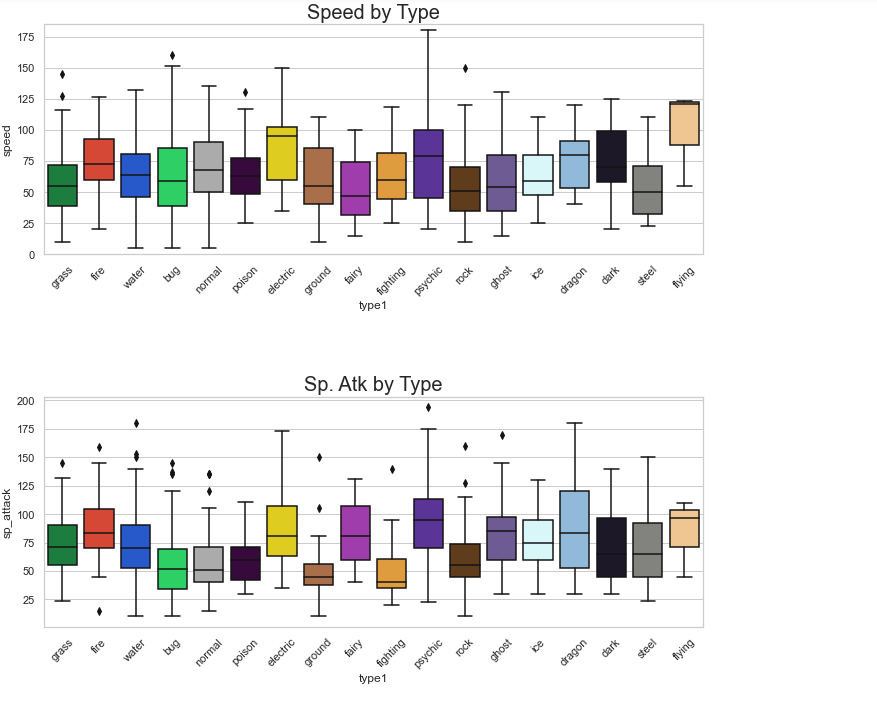 Speed by Type
175
150
125
100
75
50
25
0
speed
grass fire water bug normal poison electric ground fairy fighting psychic rock ghost ice dragon dark steel flying
type1
Sp. Atk by Type
200
175
150
125
100
75
50
25
sp_attack
grass fire water bug normal poison electric ground fairy fighting psychic rock ghost ice dragon dark steel flying
type1